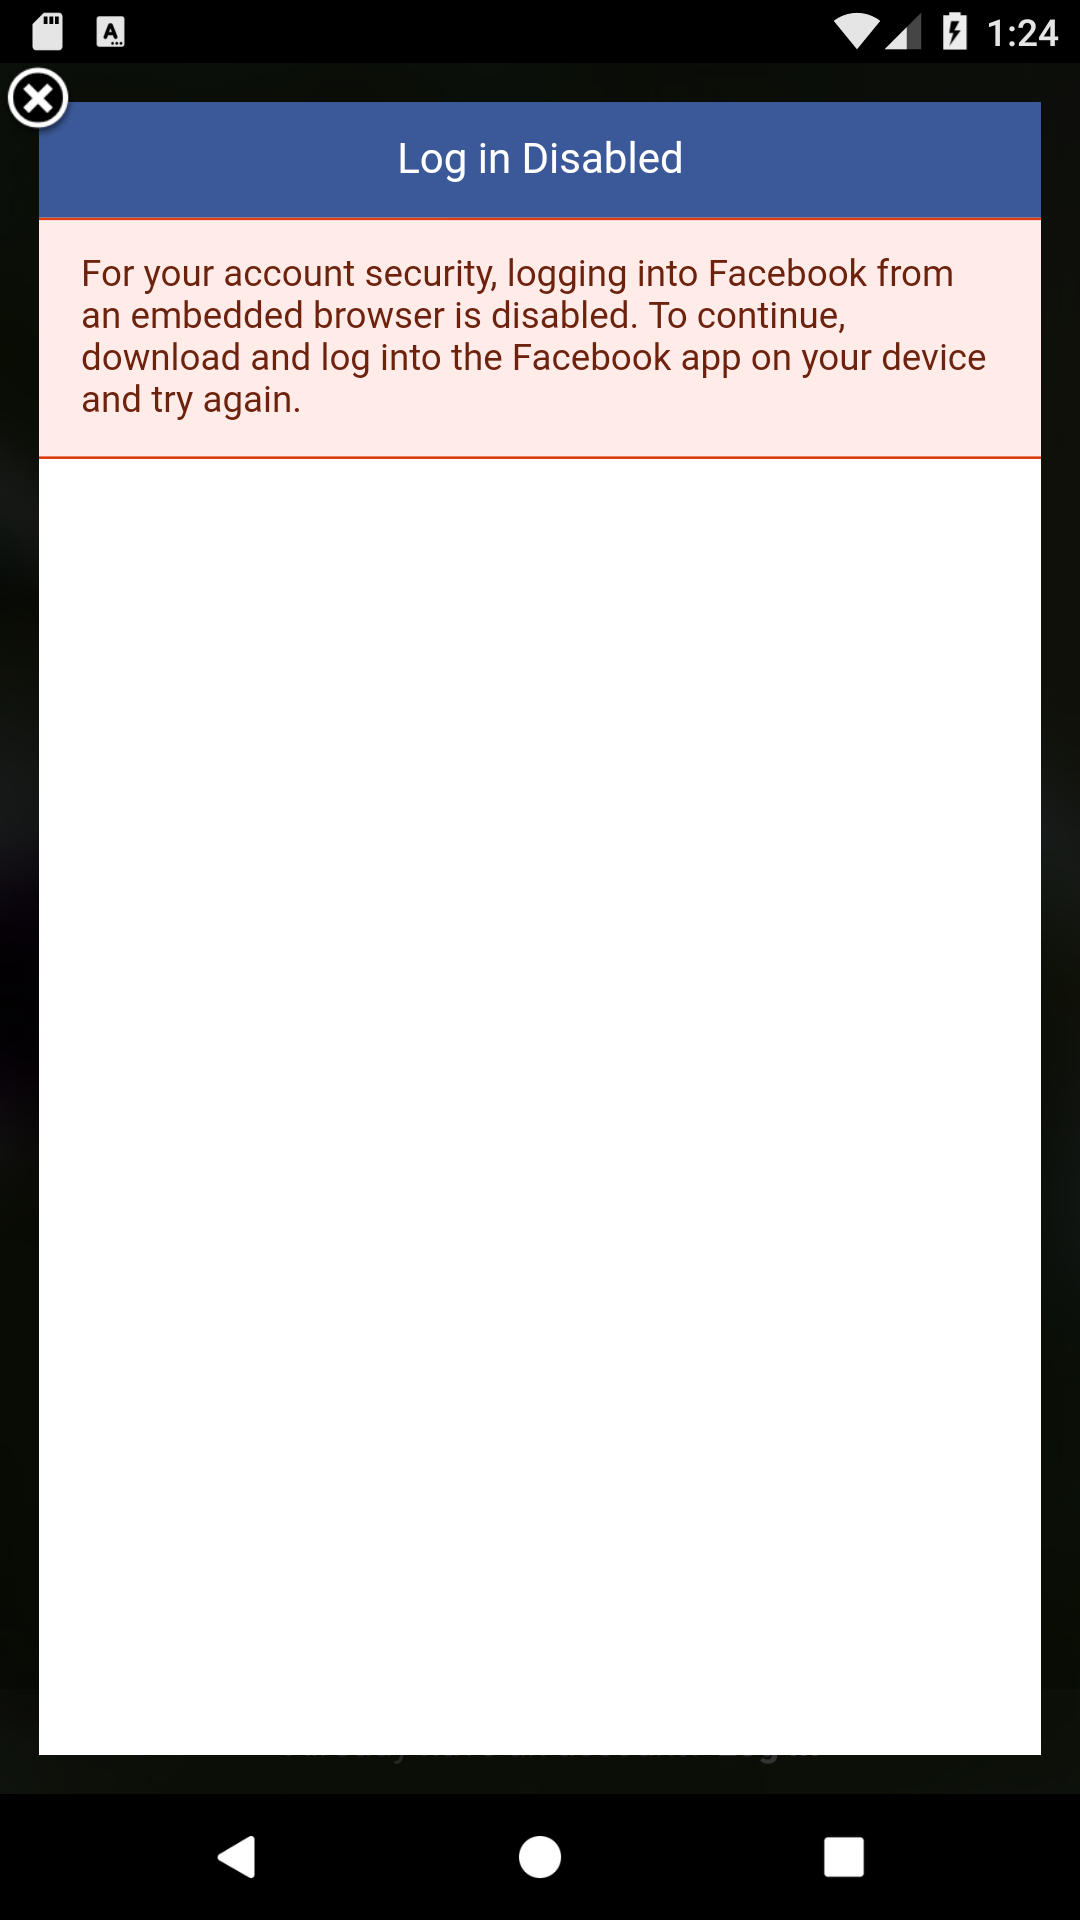 1:24
Log in Disabled
For your account security, logging into Facebook from
an embedded browser is disabled. To continue,
download and log into the Facebook app on your device
and try again.